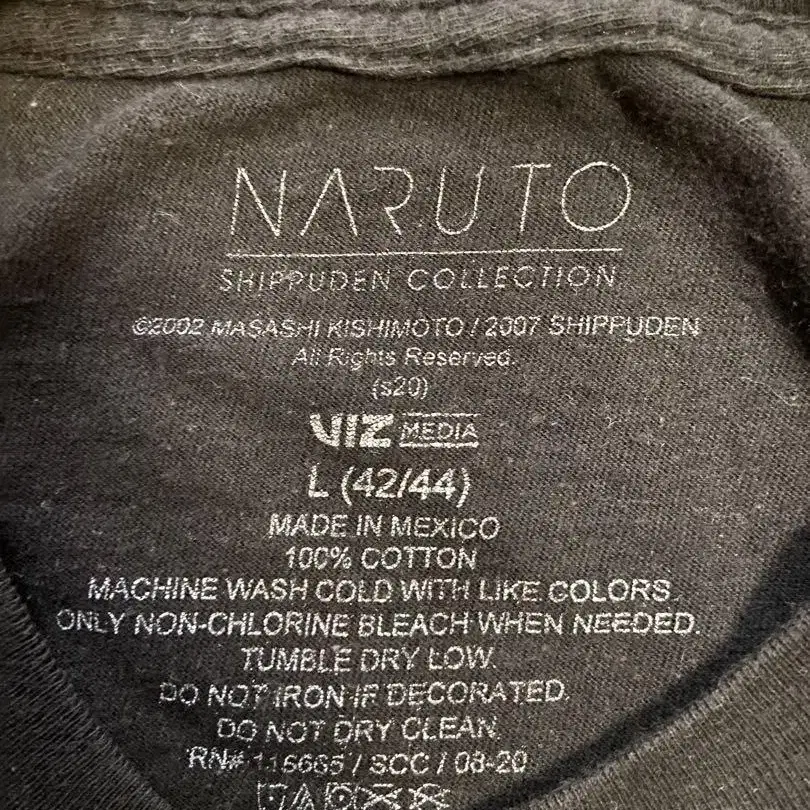 NARUTO
SHIPPUDEN COLLECTION
©2002 MASASHI KISHIMOTO / 2007 SHIPPUDEN
All Rights Reserved.
(s20)
VIZ MEDIA
L (42/44)
MADE IN MEXICO
100% COTTON
MACHINE WASH COLD WITH LIKE COLORS.
ONLY NON-CHLORINE BLEACH WHEN NEEDED.
TUMBLE DRY LOW.
DO NOT IRON IF DECORATED.
DO NOT DRY CLEAN.
RN# 115665 / SCC / 08-20